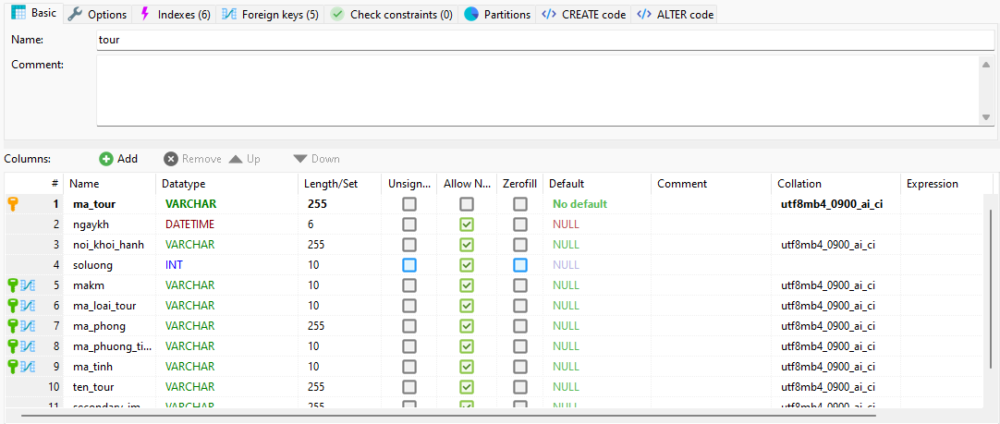 Basic Options Indexes (6) Foreign keys (5) Check constraints (0) Partitions CREATE code ALTER code
Name: tour
Comment:
Columns: Add Remove Up Down
# Name Datatype Length/Set Unsign... Allow N... Zerofill Default Comment Collation Expression
1 ma_tour VARCHAR 255 No default utf8mb4_0900_ai_ci
2 ngaykh DATETIME 6 NULL
3 noi_khoi_hanh VARCHAR 255 NULL utf8mb4_0900_ai_ci
4 soluong INT 10 NULL
5 makm VARCHAR 10 NULL utf8mb4_0900_ai_ci
6 ma_loai_tour VARCHAR 10 NULL utf8mb4_0900_ai_ci
7 ma_phong VARCHAR 255 NULL utf8mb4_0900_ai_ci
8 ma_phuong_ti... VARCHAR 10 NULL utf8mb4_0900_ai_ci
9 ma_tinh VARCHAR 10 NULL utf8mb4_0900_ai_ci
10 ten_tour VARCHAR 255 NULL utf8mb4_0900_ai_ci
11 secondary_im... VARCHAR 255 NULL utf8mb4_0900_ai_ci